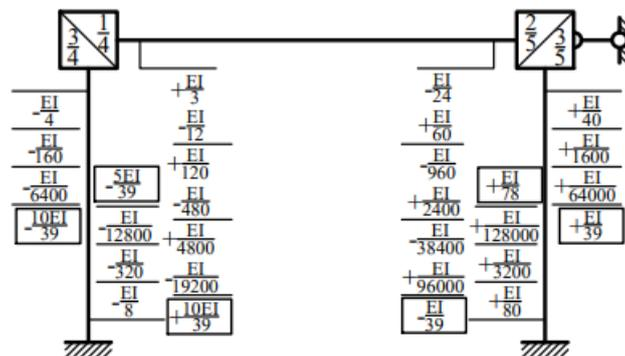 3/4 1/4
2/5 3/5
-EI/4
-EI/160
-EI/6400
-10EI/39
-5EI/39
-EI/12800
-EI/320
-EI/8
+EI/3
-EI/12
+EI/120
-EI/480
+EI/4800
-EI/19200
+10EI/39
-EI/24
+EI/60
-EI/960
+EI/2400
-EI/38400
+EI/96000
-EI/39
+EI/78
+EI/128000
+EI/3200
+EI/80
+EI/40
+EI/1600
+EI/64000
+EI/39